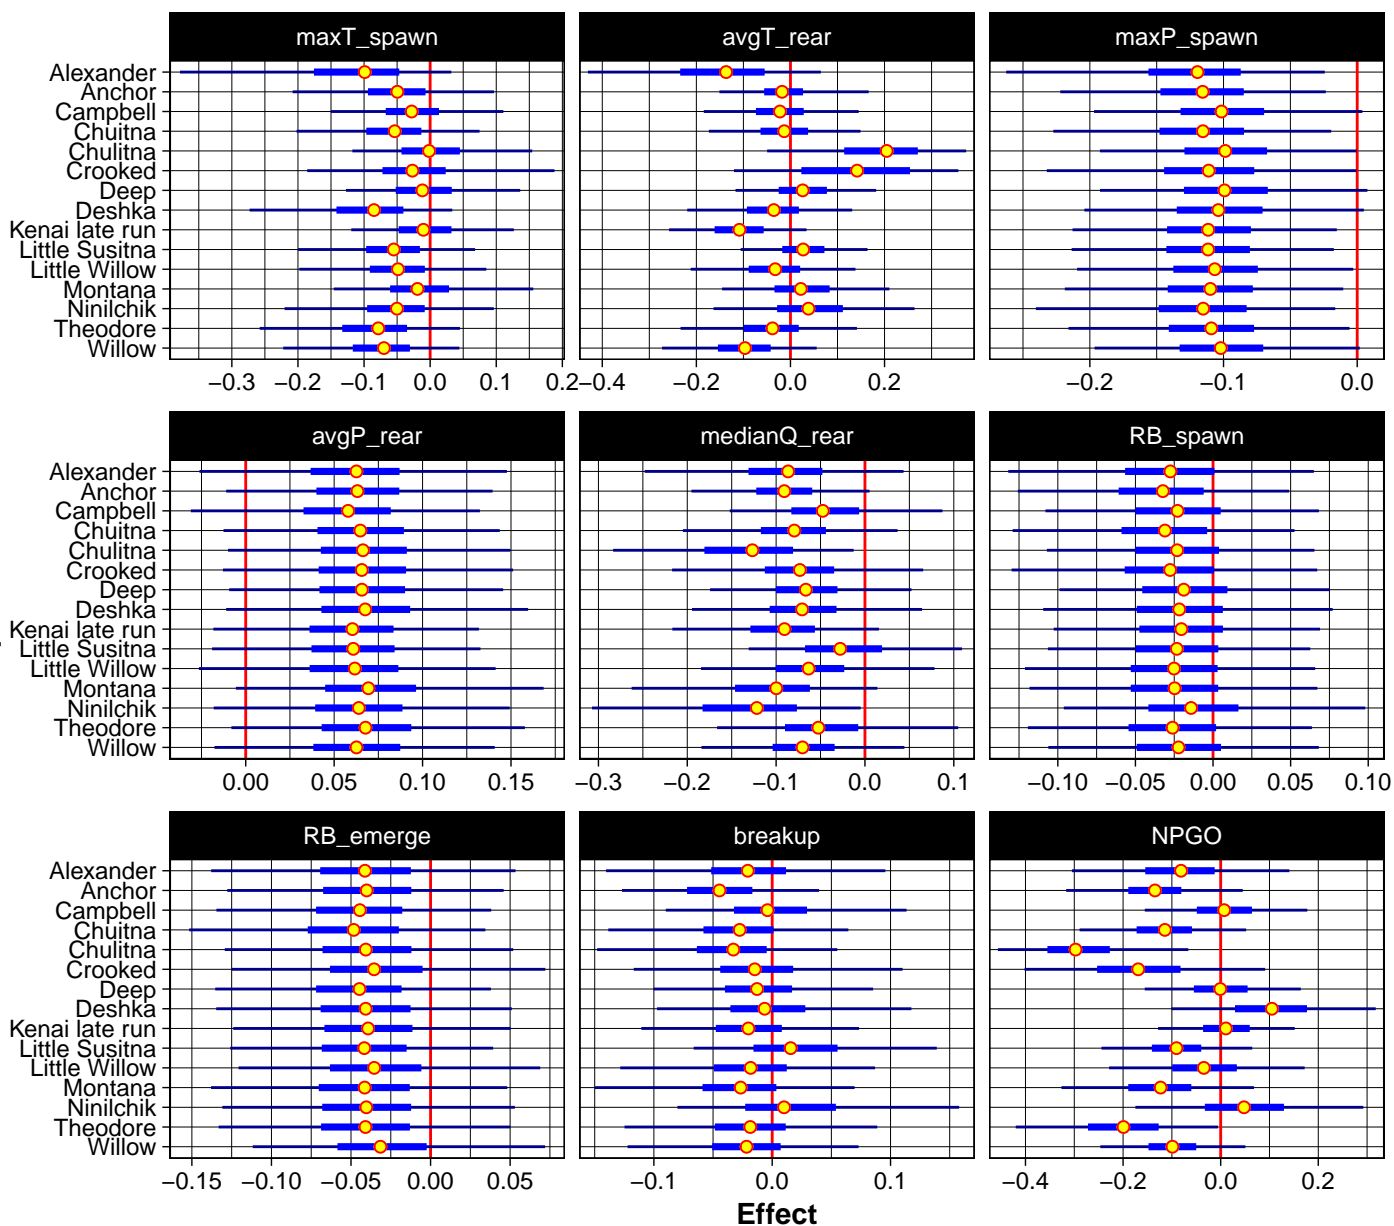 maxT_spawn avgT_rear maxP_spawn
Alexander
Anchor
Campbell
Chuitna
Chulitna
Crooked
Deep
Deshka
Kenai late run
Little Susitna
Little Willow
Montana
Ninilchik
Theodore
Willow
−0.3 −0.2 −0.1 0.0 0.1 0.2 −0.4 −0.2 0.0 0.2 −0.2 −0.1 0.0
avgP_rear medianQ_rear RB_spawn
Alexander
Anchor
Campbell
Chuitna
Chulitna
Crooked
Deep
Deshka
Kenai late run
Little Susitna
Little Willow
Montana
Ninilchik
Theodore
Willow
0.00 0.05 0.10 0.15 −0.3 −0.2 −0.1 0.0 0.1 −0.10 −0.05 0.00 0.05 0.10
RB_emerge breakup NPGO
Alexander
Anchor
Campbell
Chuitna
Chulitna
Crooked
Deep
Deshka
Kenai late run
Little Susitna
Little Willow
Montana
Ninilchik
Theodore
Willow
−0.15 −0.10 −0.05 0.00 0.05 −0.1 0.0 0.1 −0.4 −0.2 0.0 0.2
Effect